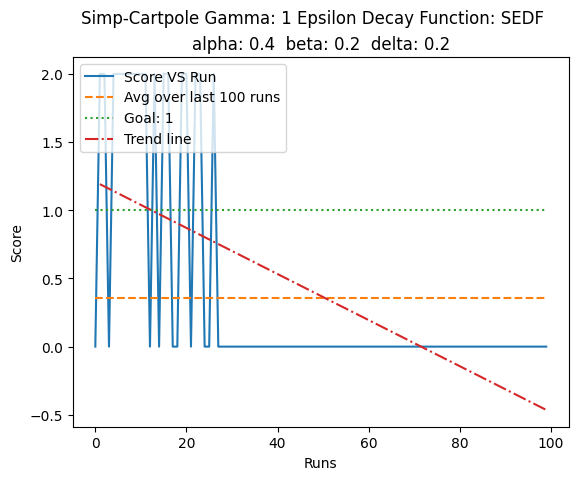 Simp-Cartpole Gamma: 1 Epsilon Decay Function: SEDF
alpha: 0.4 beta: 0.2 delta: 0.2
Score VS Run
Avg over last 100 runs
Goal: 1
Trend line
2.0
1.5
1.0
0.5
0.0
−0.5
Score
0
20
40
60
80
100
Runs